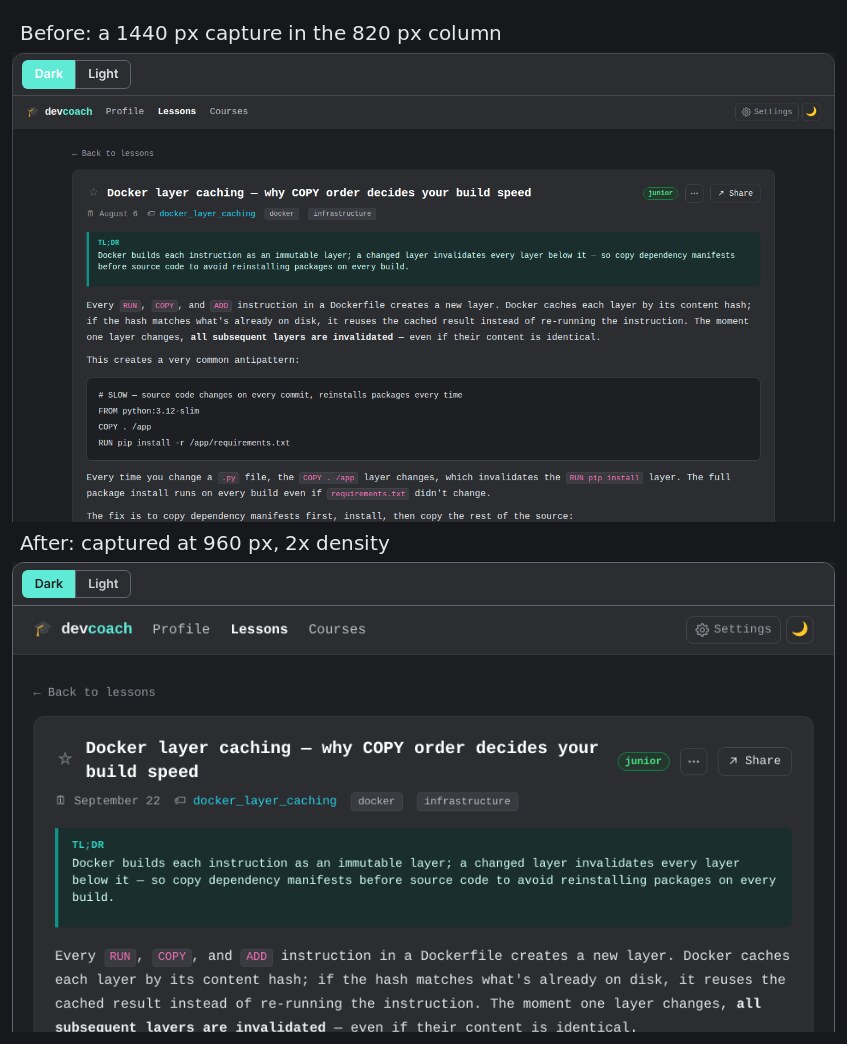 Before: a 1440 px capture in the 820 px column
Dark Light
devcoach Profile Lessons Courses Settings
← Back to lessons
☆ Docker layer caching — why COPY order decides your build speed junior ⋯ ↗ Share
August 6 docker_layer_caching docker infrastructure
TL;DR
Docker builds each instruction as an immutable layer; a changed layer invalidates every layer below it — so copy dependency manifests
before source code to avoid reinstalling packages on every build.
Every RUN, COPY, and ADD instruction in a Dockerfile creates a new layer. Docker caches each layer by its content hash;
if the hash matches what's already on disk, it reuses the cached result instead of re-running the instruction. The moment
one layer changes, all subsequent layers are invalidated — even if their content is identical.
This creates a very common antipattern:
# SLOW — source code changes on every commit, reinstalls packages every time
FROM python:3.12-slim
COPY . /app
RUN pip install -r /app/requirements.txt
Every time you change a .py file, the COPY . /app layer changes, which invalidates the RUN pip install layer. The full
package install runs on every build even if requirements.txt didn't change.
The fix is to copy dependency manifests first, install, then copy the rest of the source:
After: captured at 960 px, 2x density
Dark Light
devcoach Profile Lessons Courses Settings
← Back to lessons
☆ Docker layer caching — why COPY order decides your
build speed junior ⋯ ↗ Share
September 22 docker_layer_caching docker infrastructure
TL;DR
Docker builds each instruction as an immutable layer; a changed layer invalidates every layer
below it — so copy dependency manifests before source code to avoid reinstalling packages on every
build.
Every RUN, COPY, and ADD instruction in a Dockerfile creates a new layer. Docker caches
each layer by its content hash; if the hash matches what's already on disk, it reuses the
cached result instead of re-running the instruction. The moment one layer changes, all
subsequent layers are invalidated — even if their content is identical.